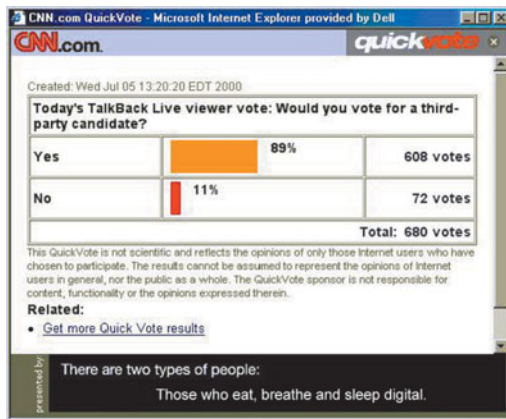 CNN.com QuickVote - Microsoft Internet Explorer provided by Dell
CNN.com. quickvote
Created: Wed Jul 05 13:20:20 EDT 2000
Today's TalkBack Live viewer vote: Would you vote for a third-
party candidate?
Yes 89% 608 votes
No 11% 72 votes
Total: 680 votes
This QuickVote is not scientific and reflects the opinions of only those Internet users who have
chosen to participate. The results cannot be assumed to represent the opinions of Internet
users in general, nor the public as a whole. The QuickVote sponsor is not responsible for
content, functionality or the opinions expressed therein.
Related:
• Get more Quick Vote results
presented by:
There are two types of people:
Those who eat, breathe and sleep digital.